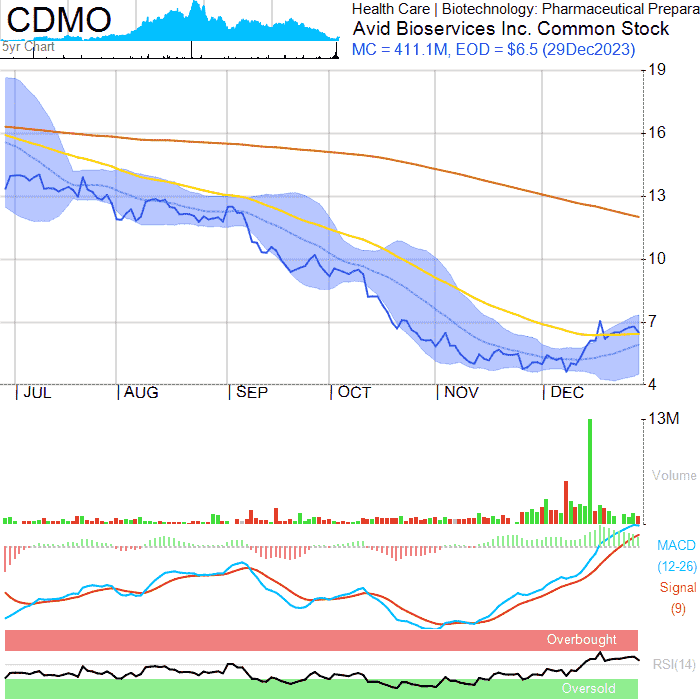 CDMO
5yr Chart
Health Care | Biotechnology: Pharmaceutical Prepara
Avid Bioservices Inc. Common Stock
MC = 411.1M, EOD = $6.5 (29Dec2023)
19
16
13
10
7
4
JUL AUG SEP OCT NOV DEC
13M
Volume
MACD
(12-26)
Signal
(9)
Overbought
RSI(14)
Oversold